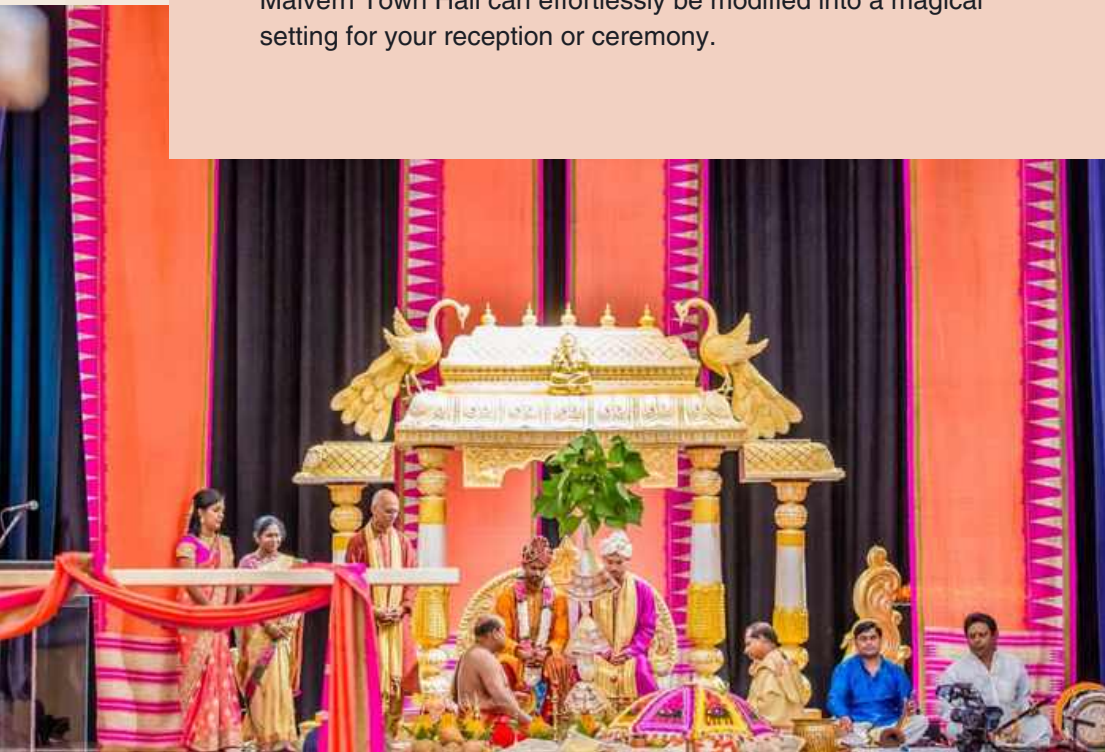 Malvern Town Hall can effortlessly be modified into a magical
setting for your reception or ceremony.